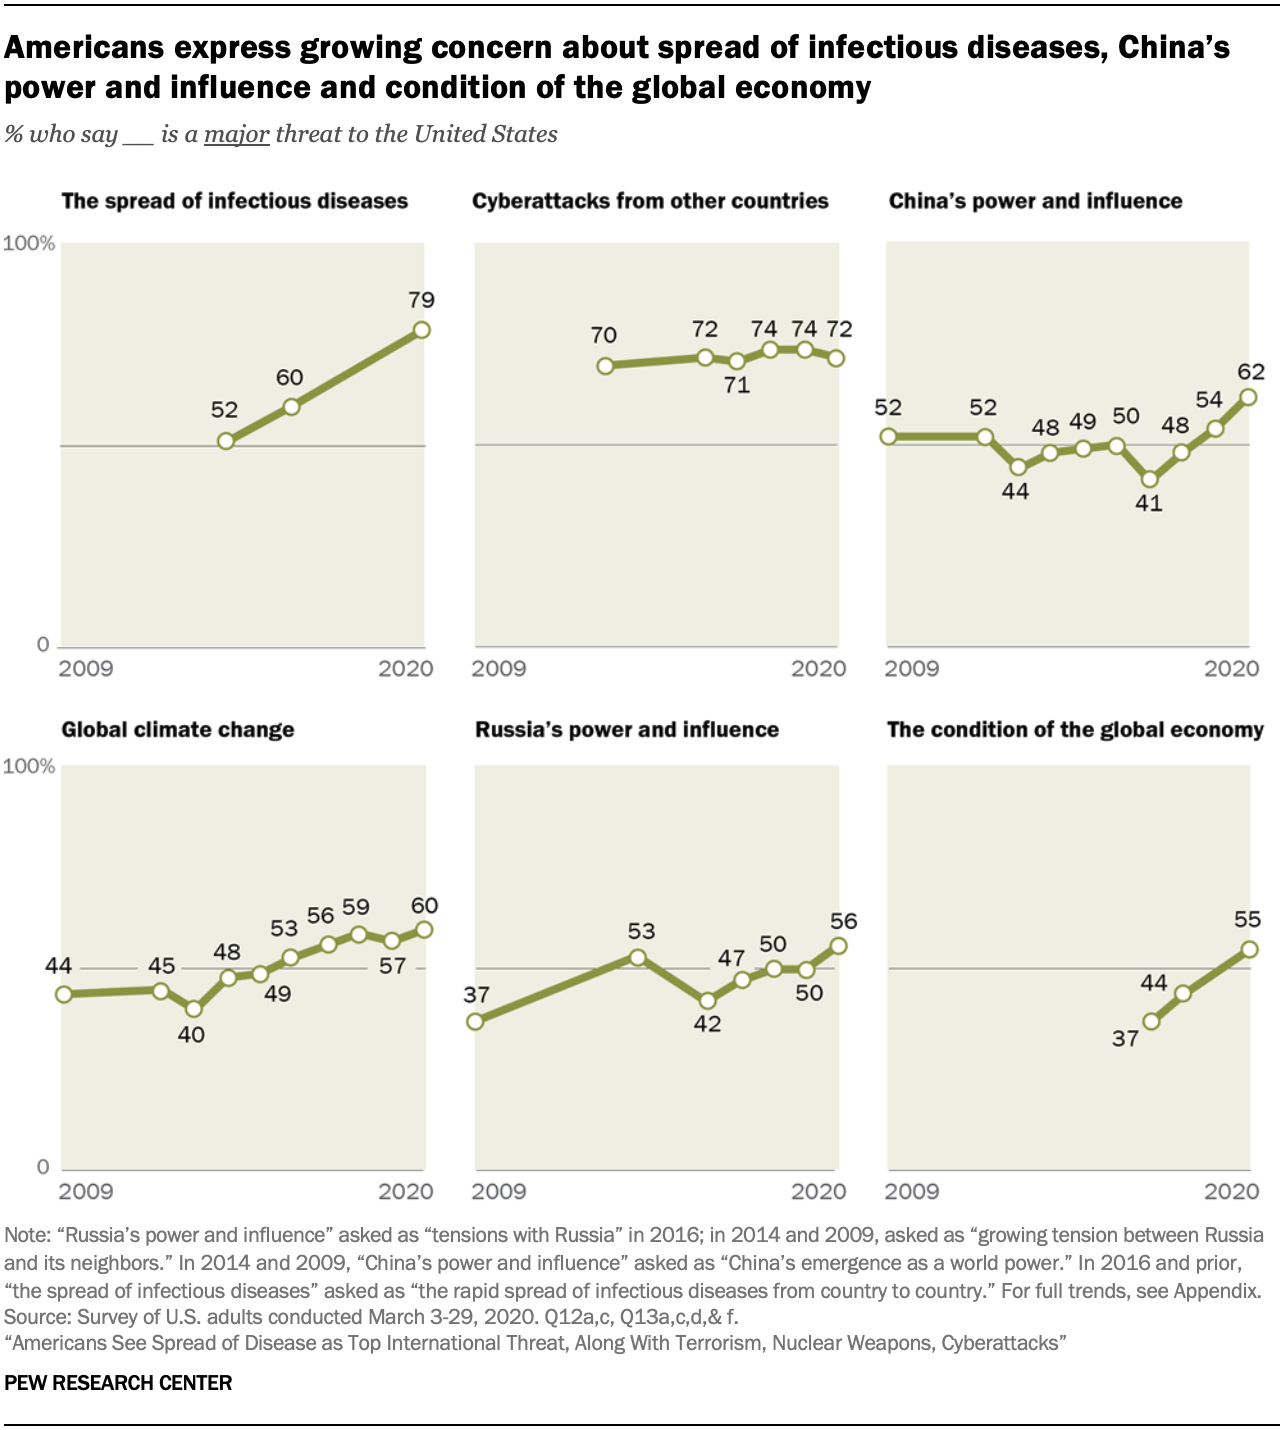 Americans express growing concern about spread of infectious diseases, China’s
power and influence and condition of the global economy
% who say __ is a major threat to the United States
The spread of infectious diseases
100%
79
60
52
0
2009 2020
Cyberattacks from other countries
70 72 74 74 72
71
2009 2020
China’s power and influence
62
54
52 52 48 49 50 48
44 41
2009 2020
Global climate change
100%
44 45 48 53 56 59 60
40 49 57
0
2009 2020
Russia’s power and influence
56
53
37 47 50
42 50
2009 2020
The condition of the global economy
55
44
37
2009 2020
Note: “Russia’s power and influence” asked as “tensions with Russia” in 2016; in 2014 and 2009, asked as “growing tension between Russia
and its neighbors.” In 2014 and 2009, “China’s power and influence” asked as “China’s emergence as a world power.” In 2016 and prior,
“the spread of infectious diseases” asked as “the rapid spread of infectious diseases from country to country.” For full trends, see Appendix.
Source: Survey of U.S. adults conducted March 3-29, 2020. Q12a,c, Q13a,c,d,& f.
“Americans See Spread of Disease as Top International Threat, Along With Terrorism, Nuclear Weapons, Cyberattacks”
PEW RESEARCH CENTER